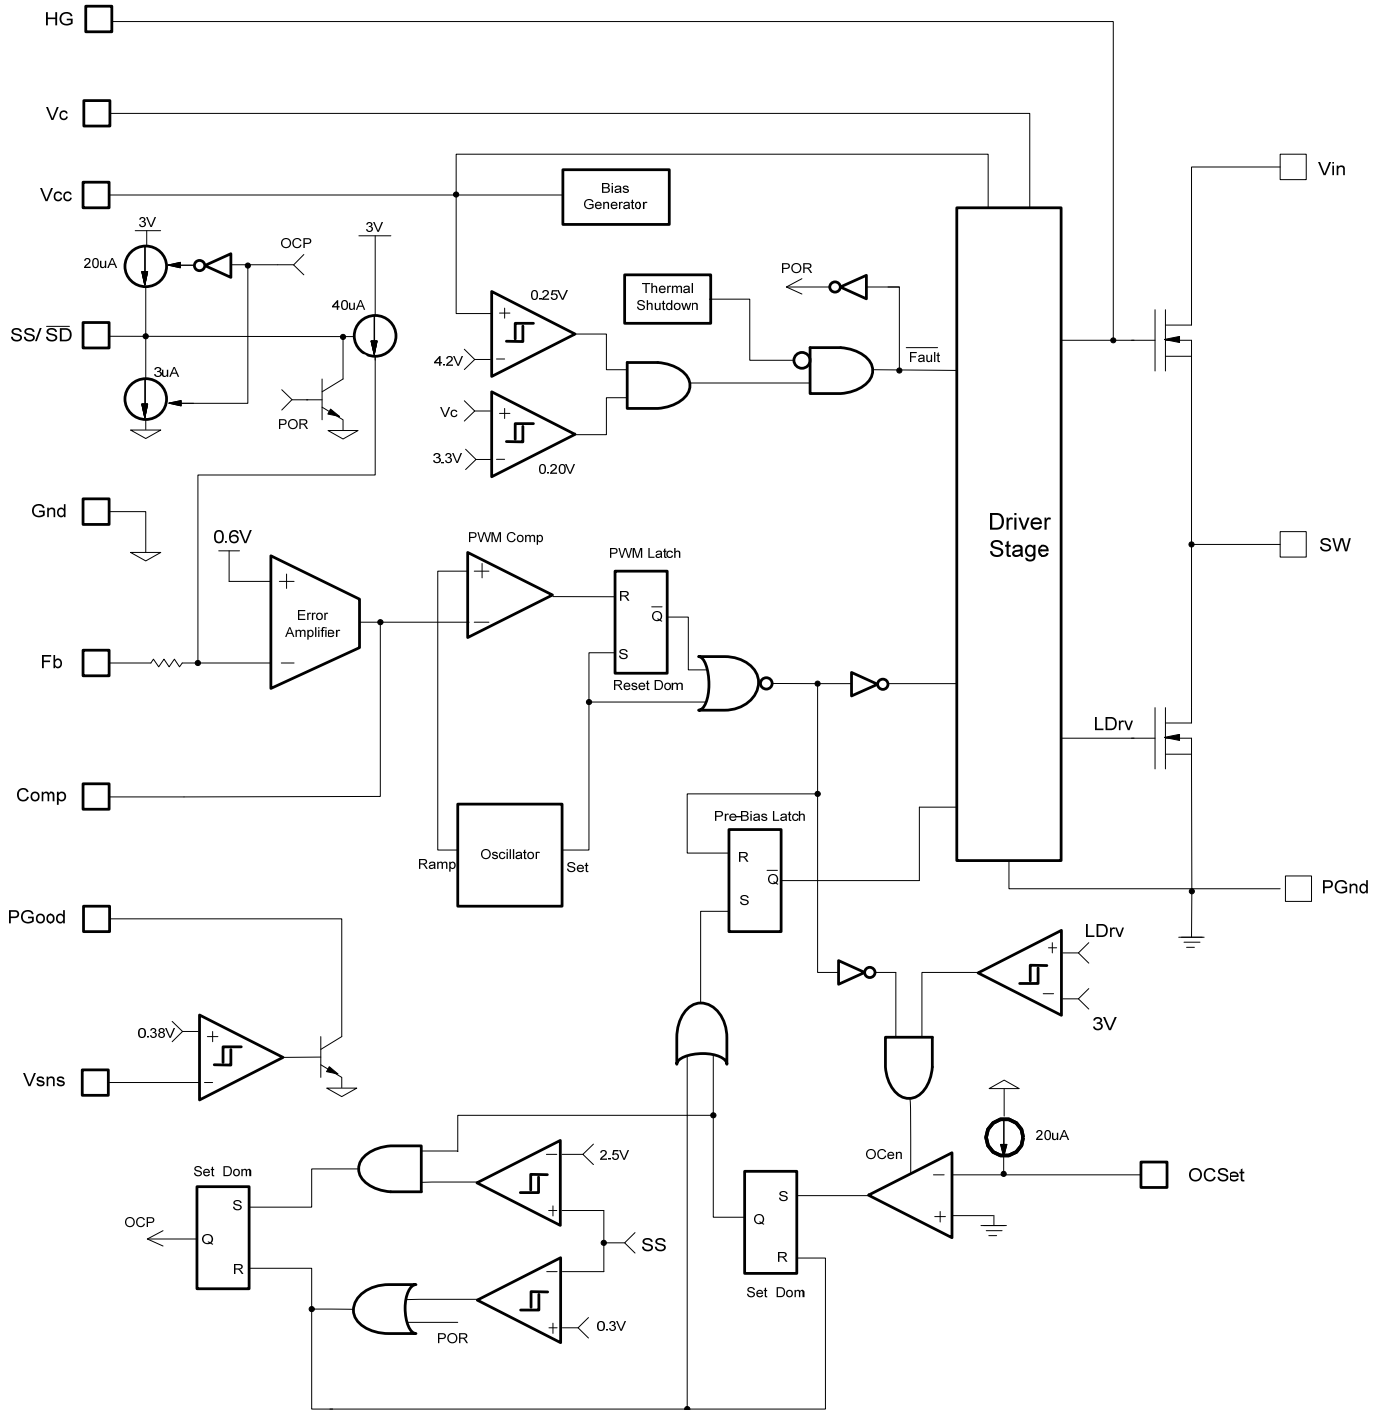 HG
Vc
Vin
Vcc
Bias
Generator
3V
3V
OCP
20uA
POR
Thermal
Shutdown
0.25V
40uA
SS/ S̅D̅
4.2V
F̅a̅u̅l̅t̅
3uA
Vc
POR
3.3V
0.20V
Gnd
0.6V
PWM Comp
Driver
Stage
SW
PWM Latch
+
R
Q̅
Error
Amplifier
S
Fb
Reset Dom
LDrv
Comp
Pre-Bias Latch
R
Q̅
S
Ramp
Oscillator
Set
PGnd
PGood
LDrv
3V
0.38V
Vsns
20uA
OCen
OCSet
Set Dom
2.5V
S
Q
R
OCP
SS
S
Q
R
Set Dom
0.3V
POR